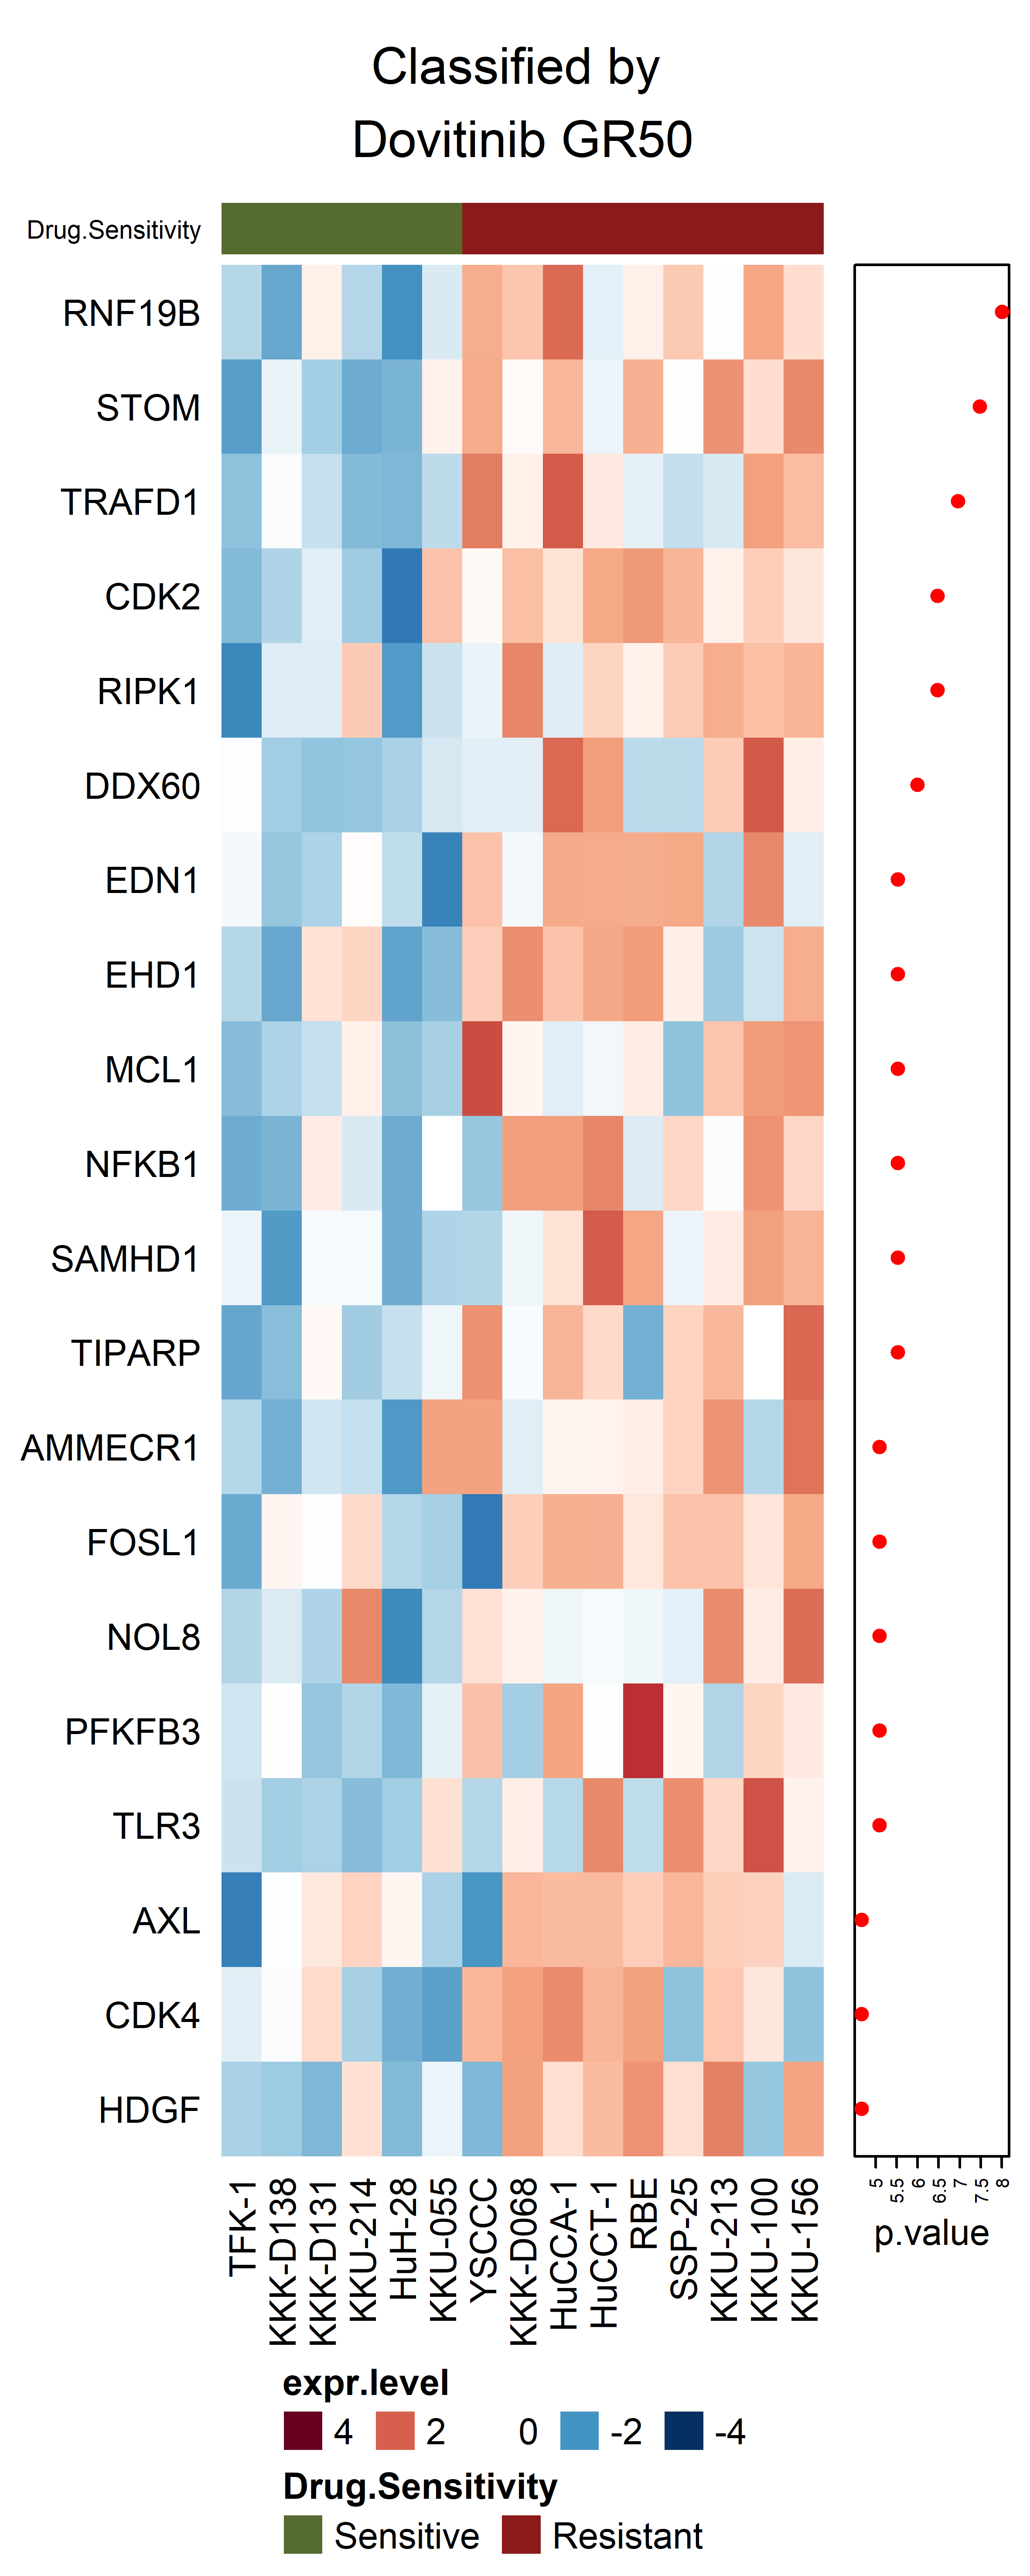 Classified by
Dovitinib GR50
Drug.Sensitivity
RNF19B
STOM
TRAFD1
CDK2
RIPK1
DDX60
EDN1
EHD1
MCL1
NFKB1
SAMHD1
TIPARP
AMMECR1
FOSL1
NOL8
PFKFB3
TLR3
AXL
CDK4
HDGF
TFK-1
KKK-D138
KKK-D131
KKU-214
HuH-28
KKU-055
YSCCC
KKK-D068
HuCCA-1
HuCCT-1
RBE
SSP-25
KKU-213
KKU-100
KKU-156
5
5.5
6
6.5
7
7.5
8
p.value
expr.level
4 2 0 -2 -4
Drug.Sensitivity
Sensitive Resistant